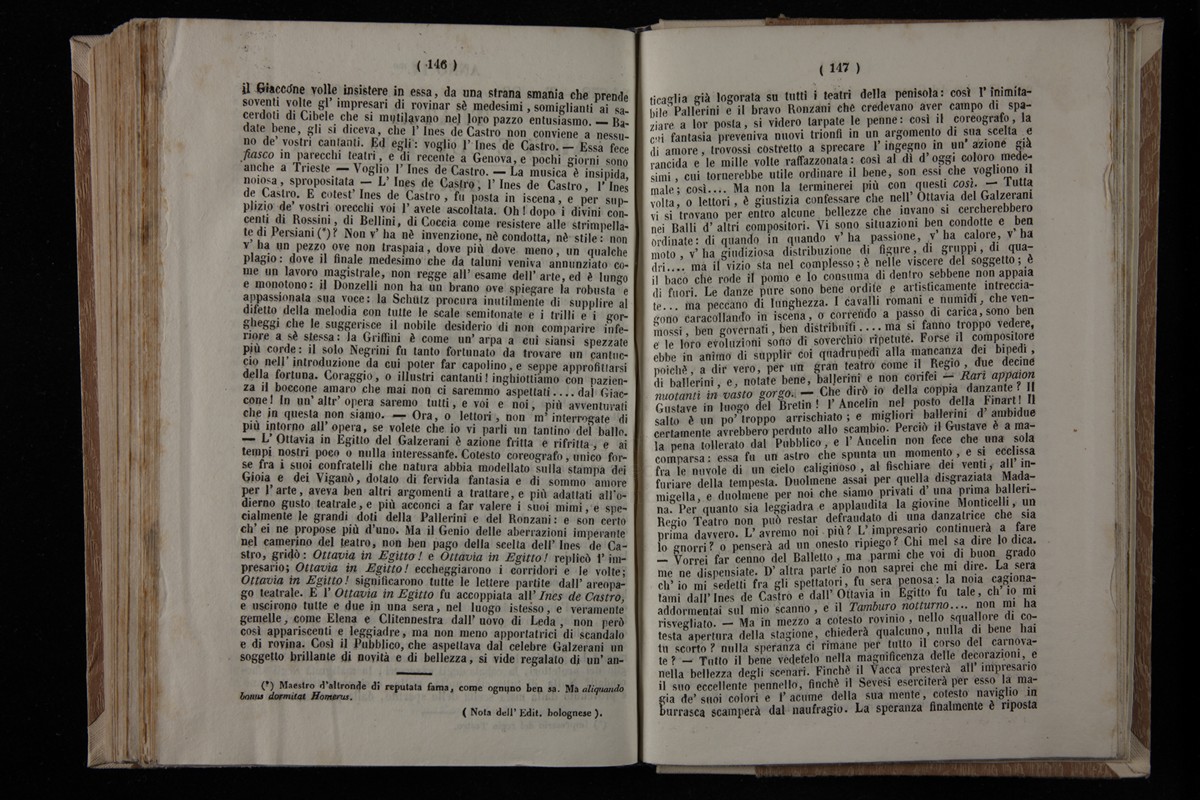 ( 146 )
il Giaccóne volle insistere in essa, da una strana smania che prende
soventi volte gl' impresari di rovinar sè medesimi, somiglianti ai sa-
cerdoti di Cibele che si mutilavano nel loro pazzo entusiasmo. — Ba-
date bene, gli si diceva, che l' Ines de Castro non conviene a nessu-
no de' vostri cantanti. Ed egli: voglio l' Ines de Castro. — Essa fece
fiasco in parecchi teatri, e di recente a Genova, e pochi giorni sono
anche a Trieste — Voglio l' Ines de Castro. — La musica è insipida,
noiosa, spropositata — L' Ines de Castro, l' Ines de Castro, l' Ines
de Castro. E cotest' Ines de Castro, fu posta in iscena, e per sup-
plizio de' vostri orecchi voi l' avete ascoltata. Oh! dopo i divini con-
centi di Rossini, di Bellini, di Coccia come resistere alle strimpella-
te di Persiani (*)? Non v' ha nè invenzione, nè condotta, nè stile: non
v' ha un pezzo ove non traspaia, dove più dove meno, un qualche
plagio: dove il finale medesimo che da taluni veniva annunziato co-
me un lavoro magistrale, non regge all' esame dell' arte, ed è lungo
e monotono: il Donzelli non ha un brano ove spiegare la robusta e
appassionata sua voce: la Schütz procura inutilmente di supplire al
difetto della melodia con tutte le scale semitonate e i trilli e i gor-
gheggi che le suggerisce il nobile desiderio di non comparire infe-
riore a sè stessa: la Griffini è come un' arpa a cui siansi spezzate
più corde: il solo Negrini fu tanto fortunato da trovare un cantuc-
cio nell' introduzione da cui poter far capolino, e seppe approfittarsi
della fortuna. Coraggio, o illustri cantanti! inghiottiamo con pazien-
za il boccone amaro che mai non ci saremmo aspettati.... dal Giac-
cone! In un' altr' opera saremo tutti, e voi e noi, più avventurati
che in questa non siamo. — Ora, o lettori, non m' interrogate di
più intorno all' opera, se volete che io vi parli un tantino del ballo.
— L' Ottavia in Egitto del Galzerani è azione fritta e rifritta, e ai
tempi nostri poco o nulla interessante. Cotesto coreografo, unico for-
se fra i suoi confratelli che natura abbia modellato sulla stampa dei
Gioia e dei Viganò, dotato di fervida fantasia e di sommo amore
per l' arte, aveva ben altri argomenti a trattare, e più adattati all'o-
dierno gusto teatrale, e più acconci a far valere i suoi mimi, e spe-
cialmente le grandi doti della Pallerini e del Ronzani: e son certo
ch' ei ne propose più d'uno. Ma il Genio delle aberrazioni imperante
nel camerino del teatro, non ben pago della scelta dell' Ines de Ca-
stro, gridò: Ottavia in Egitto! e Ottavia in Egitto! replicò l' im-
presario; Ottavia in Egitto! eccheggiarono i corridori e le volte;
Ottavia in Egitto! significarono tutte le lettere partite dall' areopa-
go teatrale. E l' Ottavia in Egitto fu accoppiata all' Ines de Castro,
e uscirono tutte e due in una sera, nel luogo istesso, e veramente
gemelle, come Elena e Clitennestra dall' uovo di Leda, non però
così appariscenti e leggiadre, ma non meno apportatrici di scandalo
e di rovina. Così il Pubblico, che aspettava dal celebre Galzerani un
soggetto brillante di novità e di bellezza, si vide regalato di un' an-
(*) Maestro d'altronde di reputata fama, come ognuno ben sa. Ma aliquando
bonus dormitat Homerus.
( Nota dell' Edit. bolognese ).
( 147 )
ticaglia già logorata su tutti i teatri della penisola: così l' inimita-
bile Pallerini e il bravo Ronzani che credevano aver campo di spa-
ziare a lor posta, si videro tarpate le penne: così il coreografo, la
cui fantasia preveniva nuovi trionfi in un argomento di sua scelta e
di amore, trovossi costretto a sprecare l' ingegno in un' azione già
rancida e le mille volte raffazzonata: così al dì d' oggi coloro mede-
simi, cui tornerebbe utile ordinare il bene, son essi che vogliono il
male; così.... Ma non la terminerei più con questi così. — Tutta
volta, o lettori, è giustizia confessare che nell' Ottavia del Galzerani
vi si trovano per entro alcune bellezze che invano si cercherebbero
nei Balli d' altri compositori. Vi sono situazioni ben condotte e ben
ordinate: di quando in quando v' ha passione, v' ha calore, v' ha
moto, v' ha giudiziosa distribuzione di figure, di gruppi, di qua-
dri.... ma il vizio sta nel complesso; è nelle viscere del soggetto; è
il baco che rode il pomo e lo consuma di dentro sebbene non appaia
di fuori. Le danze pure sono bene ordite e artisticamente intreccia-
te... ma peccano di lunghezza. I cavalli romani e numidi, che ven-
gono caracollando in iscena, o correndo a passo di carica, sono ben
mossi, ben governati, ben distribuiti.... ma si fanno troppo vedere,
e le loro evoluzioni sono di soverchio ripetute. Forse il compositore
ebbe in animo di supplir coi quadrupedi alla mancanza dei bipedi,
poichè, a dir vero, per un gran teatro come il Regio, due decine
di ballerini, e, notate bene, ballerini e non corifei — Rari appaion
nuotanti in vasto gorgo. — Che dirò io della coppia danzante? Il
Gustave in luogo del Bretin! l' Ancelin nel posto della Finart! Il
salto è un po' troppo arrischiato; e migliori ballerini d' ambidue
certamente avrebbero perduto allo scambio. Perciò il Gustave è a ma-
la pena tollerato dal Pubblico, e l' Ancelin non fece che una sola
comparsa: essa fu un astro che spunta un momento, e si ecclissa
fra le nuvole di un cielo caliginoso, al fischiare dei venti, all' in-
furiare della tempesta. Duolmene assai per quella disgraziata Mada-
migella, e duolmene per noi che siamo privati d' una prima balleri-
na. Per quanto sia leggiadra e applaudita la giovine Monticelli, un
Regio Teatro non può restar defraudato di una danzatrice che sia
prima davvero. L' avremo noi più? L' impresario continuerà a fare
lo gnorri? o penserà ad un onesto ripiego? Chi mel sa dire lo dica.
— Vorrei far cenno del Balletto, ma parmi che voi di buon grado
me ne dispensiate. D' altra parte io non saprei che mi dire. La sera
ch' io mi sedetti fra gli spettatori, fu sera penosa: la noia cagiona-
tami dall' Ines de Castro e dall' Ottavia in Egitto fu tale, ch' io mi
addormentai sul mio scanno, e il Tamburo notturno.... non mi ha
risvegliato. — Ma in mezzo a cotesto rovinio, nello squallore di co-
testa apertura della stagione, chiederà qualcuno, nulla di bene hai
tu scorto? nulla speranza ci rimane per tutto il corso del carnova-
te? — Tutto il bene vedetelo nella magnificenza delle decorazioni, e
nella bellezza degli scenari. Finchè il Vacca presterà all' impresario
il suo eccellente pennello, finchè il Sevesi eserciterà per esso la ma-
gia de' suoi colori e l' acume della sua mente, cotesto naviglio in
burrasca scamperà dal naufragio. La speranza finalmente è riposta